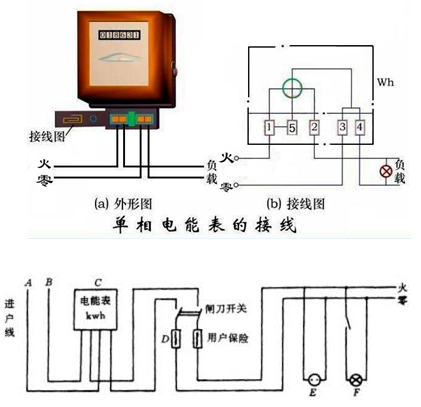 018631
接线图
火
零
负
载
(a) 外形图
Wh
1 5 2 3 4
火
零
负
载
(b) 接线图
单相电能表的接线
A B C
进
户
线
电能表
kwh
闸刀开关
D 用户保险
火
零
E F